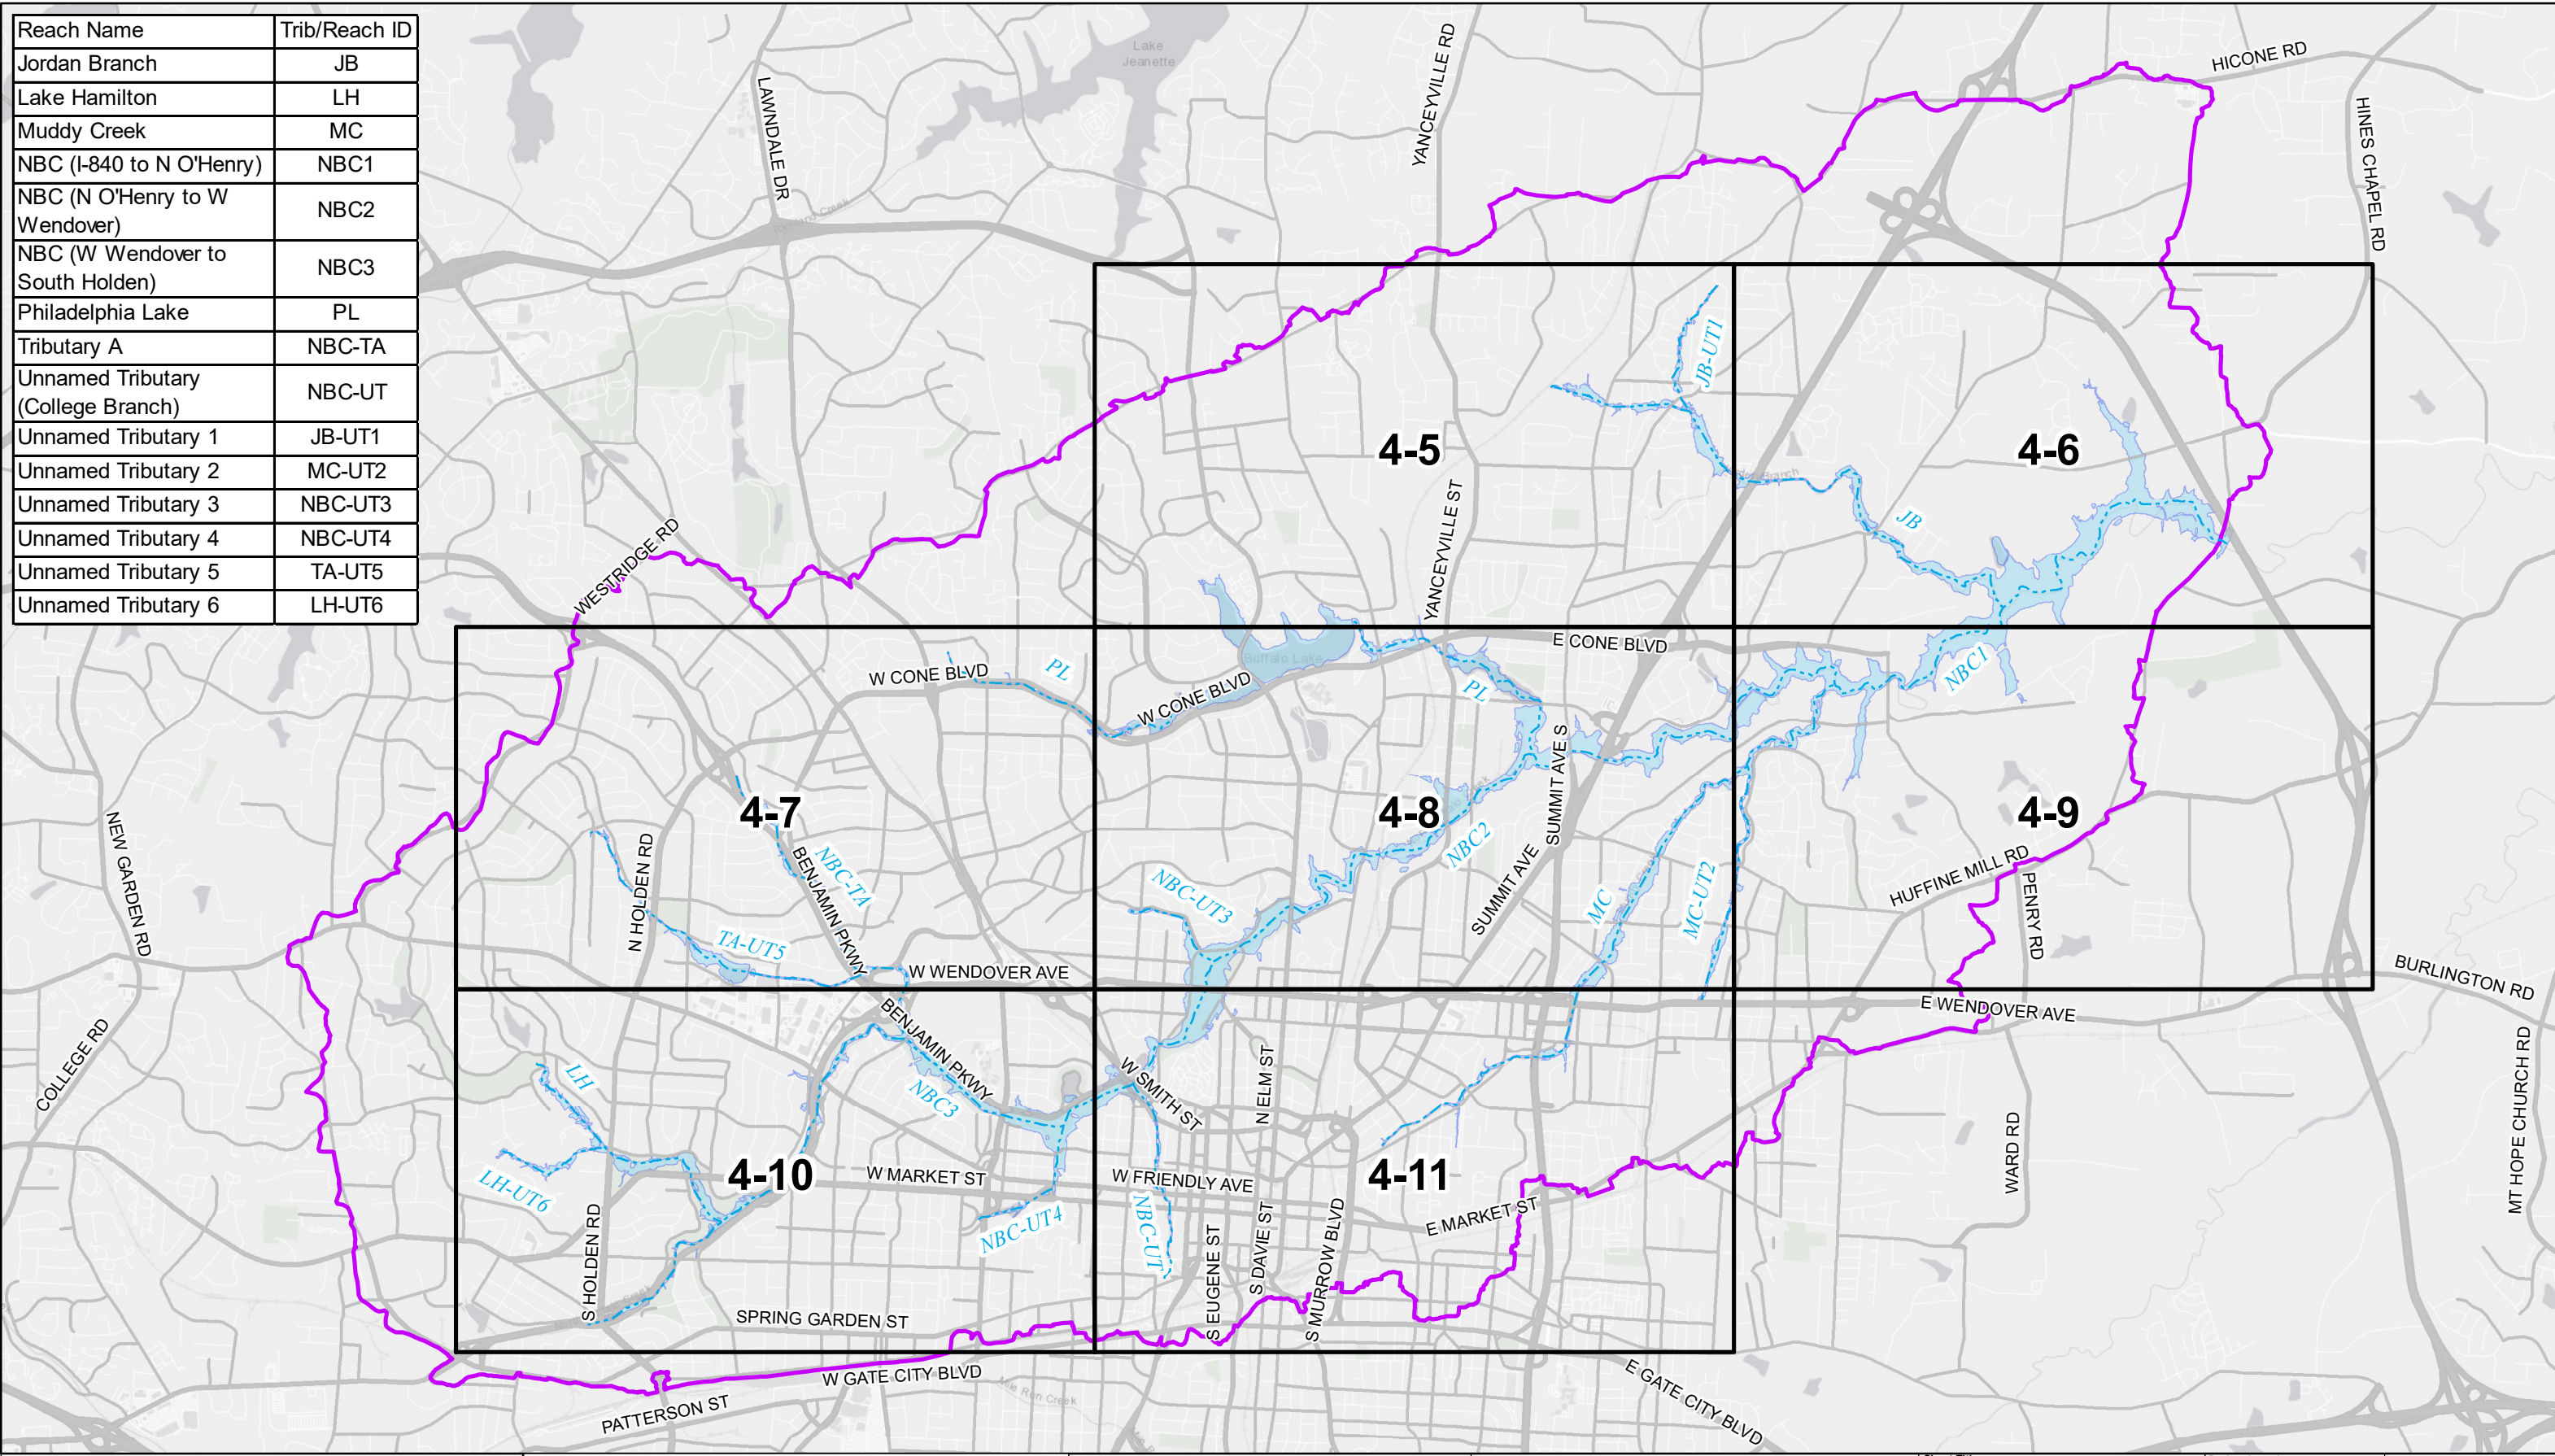 Reach Name Trib/Reach ID
Jordan Branch JB
Lake Hamilton LH
Muddy Creek MC
NBC (I-840 to N O'Henry) NBC1
NBC (N O'Henry to W
Wendover) NBC2
NBC (W Wendover to
South Holden) NBC3
Philadelphia Lake PL
Tributary A NBC-TA
Unnamed Tributary
(College Branch) NBC-UT
Unnamed Tributary 1 JB-UT1
Unnamed Tributary 2 MC-UT2
Unnamed Tributary 3 NBC-UT3
Unnamed Tributary 4 NBC-UT4
Unnamed Tributary 5 TA-UT5
Unnamed Tributary 6 LH-UT6
Lake
Jeanette
LAWNDALE DR
YANCEYVILLE RD
HICONE RD
HINES CHAPEL RD
JB-UT1
4-5
4-6
YANCEYVILLE ST
JB
WESTRIDGE RD
E CONE BLVD
Buffalo Lake
W CONE BLVD
PL
W CONE BLVD
PL
NBC1
SUMMIT AVE S
4-7
4-8
4-9
NEW GARDEN RD
N HOLDEN RD
BENJAMIN PKWY
NBC-TA
NBC2
NBC-UT3
SUMMIT AVE
MC
MC-UT2
HUFFINE MILL RD
PENRY RD
TA-UT5
W WENDOVER AVE
BURLINGTON RD
E WENDOVER AVE
COLLEGE RD
BENJAMIN PKWY
LH
NBC3
W SMITH ST
N ELM ST
WARD RD
MT HOPE CHURCH RD
LH-UT6
4-10
W MARKET ST
W FRIENDLY AVE
4-11
E MARKET ST
NBC-UT4
NBC-UT
S HOLDEN RD
S EUGENE ST
S DAVIE ST
S MURROW BLVD
SPRING GARDEN ST
W GATE CITY BLVD
PATTERSON ST
Mile Run Creek
E GATE CITY BLVD